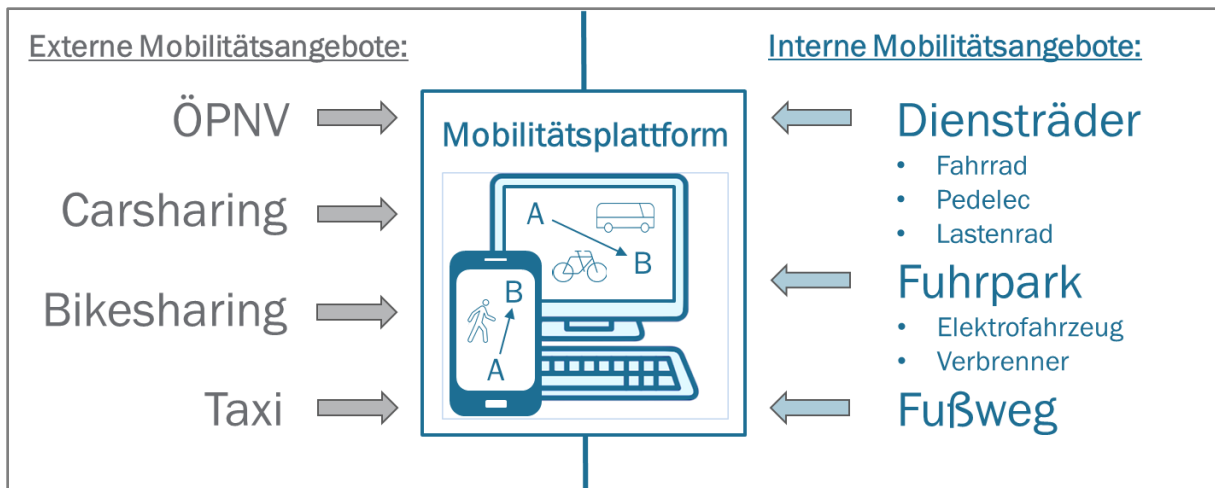 Externe Mobilitätsangebote:
ÖPNV
Carsharing
Bikesharing
Taxi
Mobilitätsplattform
A
B
B
A
Interne Mobilitätsangebote:
Diensträder
• Fahrrad
• Pedelec
• Lastenrad
Fuhrpark
• Elektrofahrzeug
• Verbrenner
Fußweg